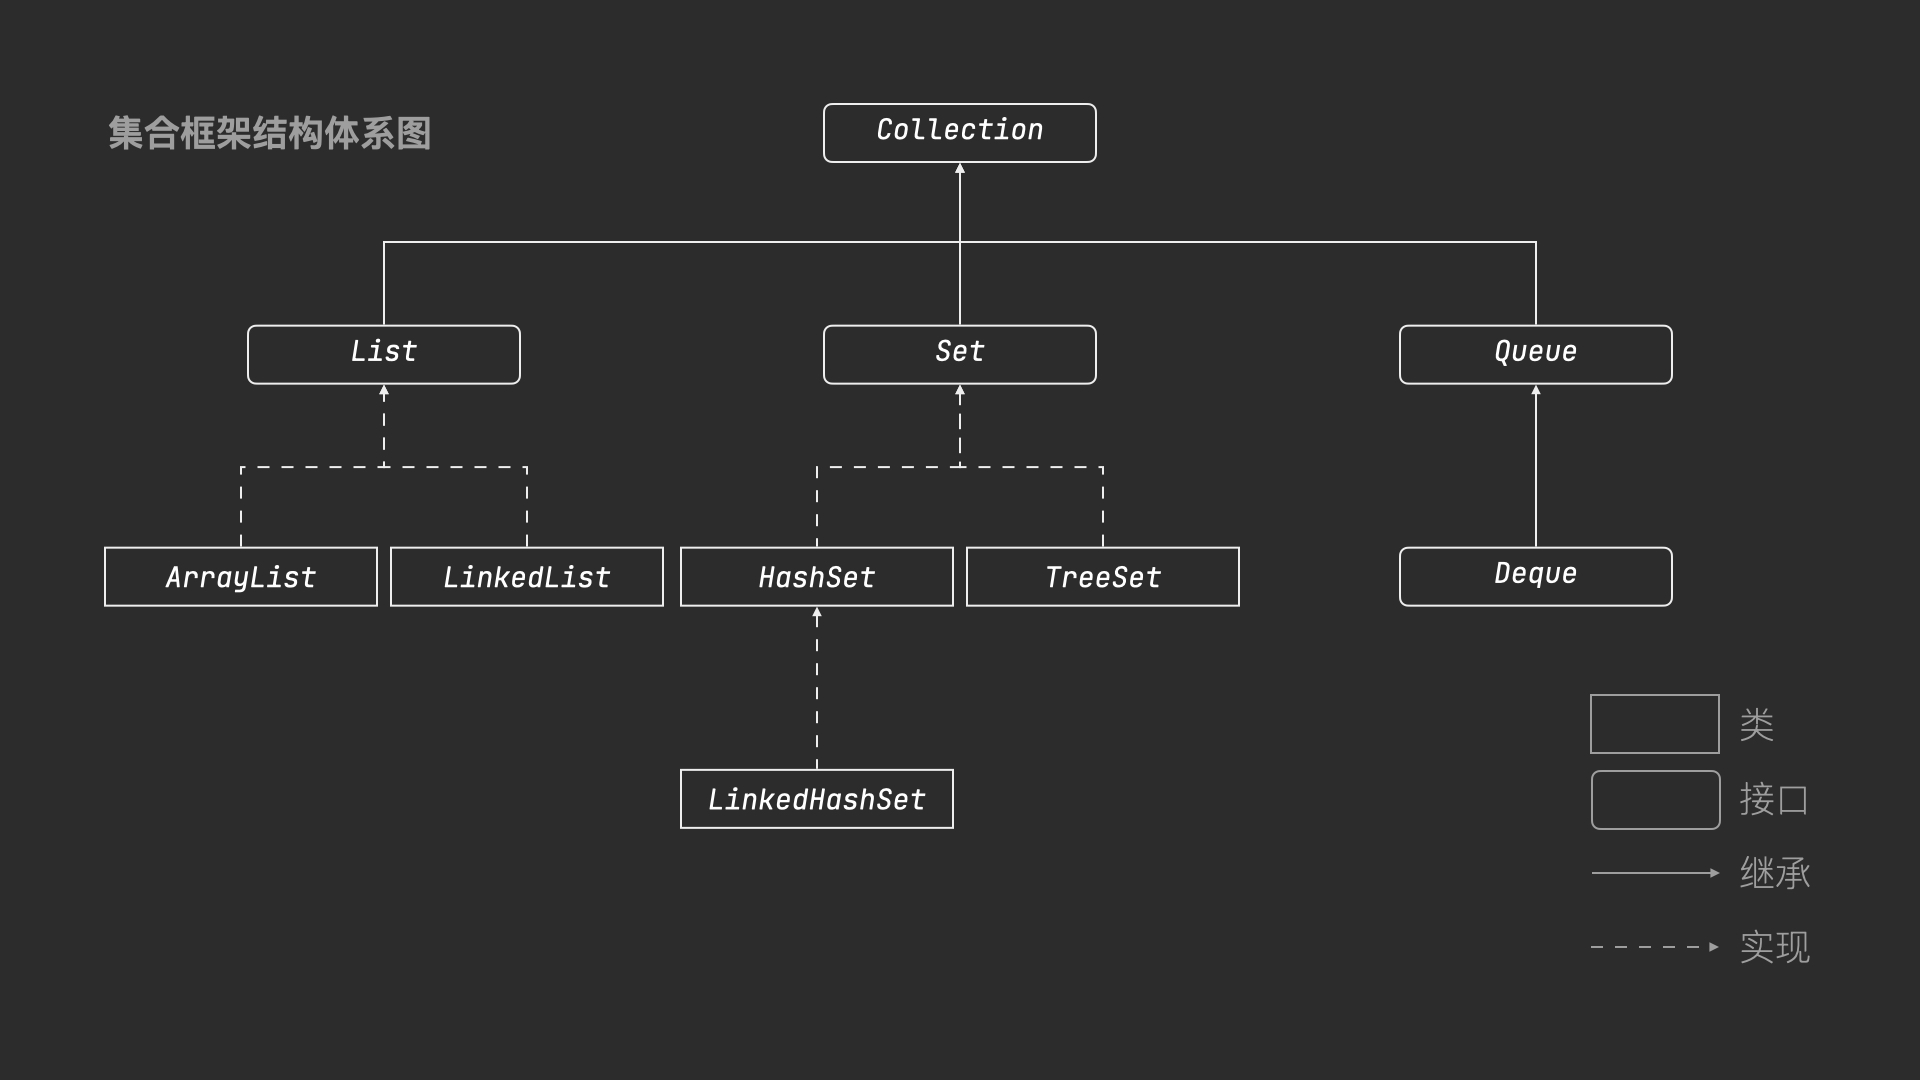 集合框架结构体系图
Collection
List
Set
Queue
ArrayList
LinkedList
HashSet
TreeSet
Deque
LinkedHashSet
类
接口
继承
实现